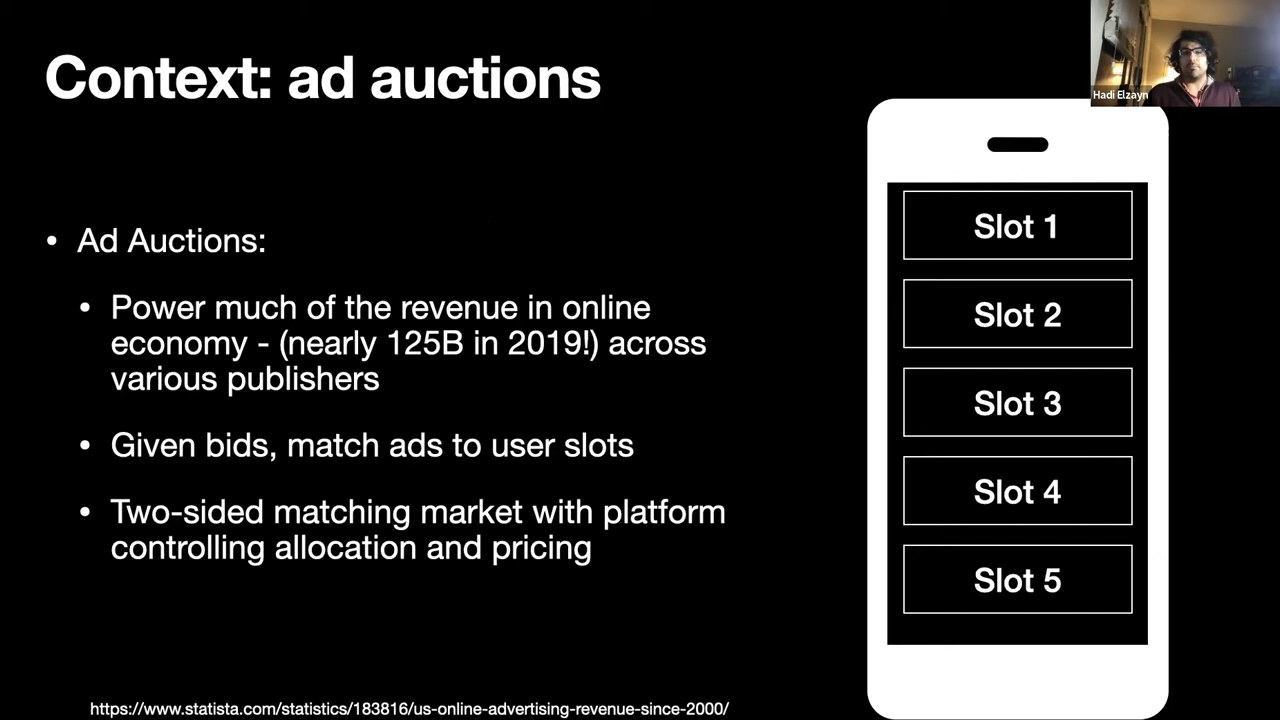 Context: ad auctions
Hadi Elzayn
• Ad Auctions:
• Power much of the revenue in online
economy - (nearly 125B in 2019!) across
various publishers
• Given bids, match ads to user slots
• Two-sided matching market with platform
controlling allocation and pricing
Slot 1
Slot 2
Slot 3
Slot 4
Slot 5
https://www.statista.com/statistics/183816/us-online-advertising-revenue-since-2000/